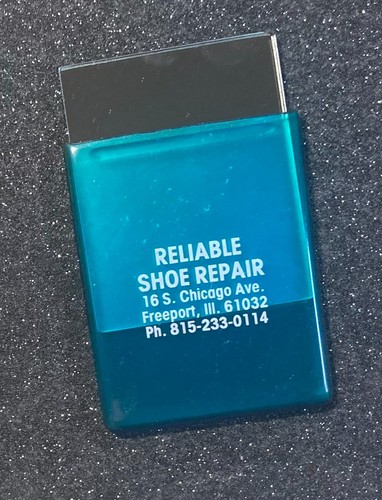 RELIABLE
SHOE REPAIR
16 S. Chicago Ave.
Freeport, Ill. 61032
Ph. 815-233-0114